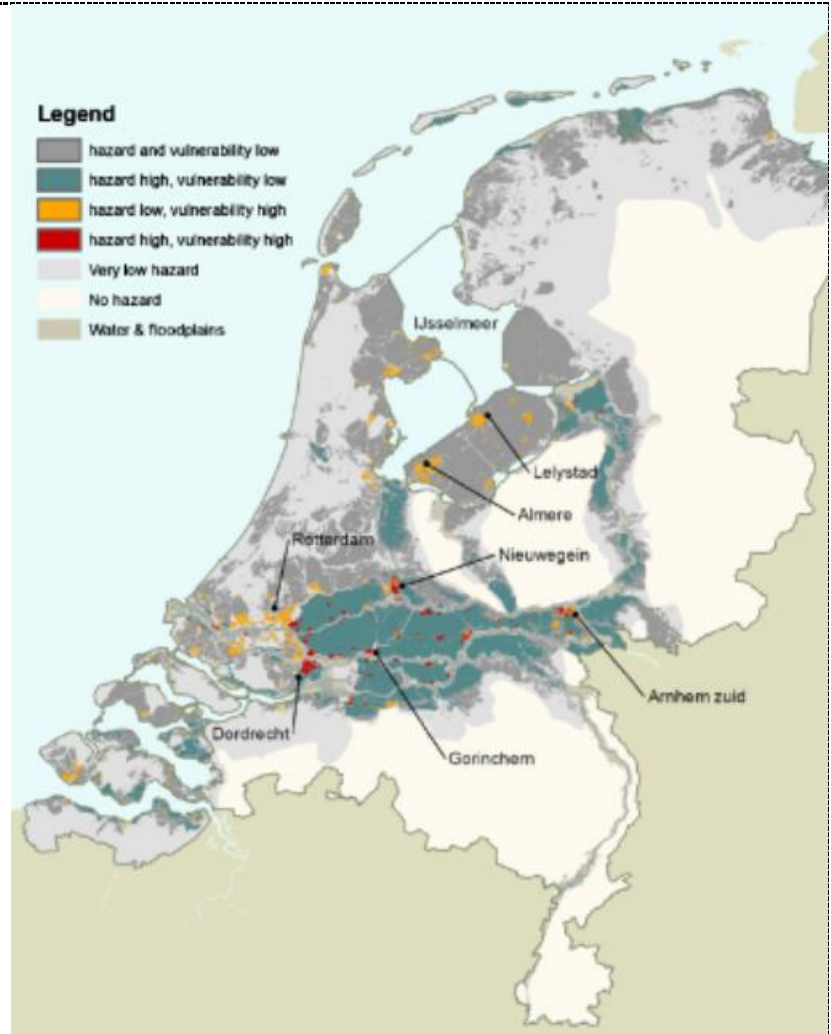 Legend
hazard and vulnerability low
hazard high, vulnerability low
hazard low, vulnerability high
hazard high, vulnerability high
Very low hazard
No hazard
Water & floodplains
IJsselmeer
Lelystad
Almere
Rotterdam
Nieuwegein
Arnhem zuid
Dordrecht
Gorinchem